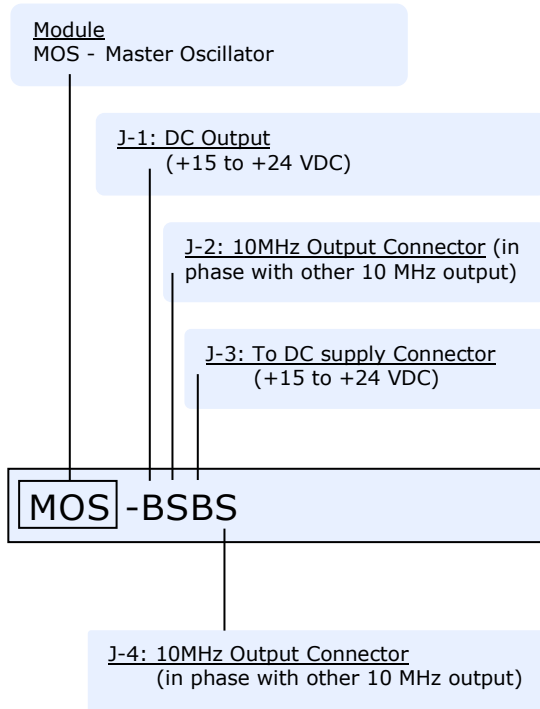 Module
MOS - Master Oscillator
J-1: DC Output
(+15 to +24 VDC)
J-2: 10MHz Output Connector (in
phase with other 10 MHz output)
J-3: To DC supply Connector
(+15 to +24 VDC)
MOS -BSBS
J-4: 10MHz Output Connector
(in phase with other 10 MHz output)